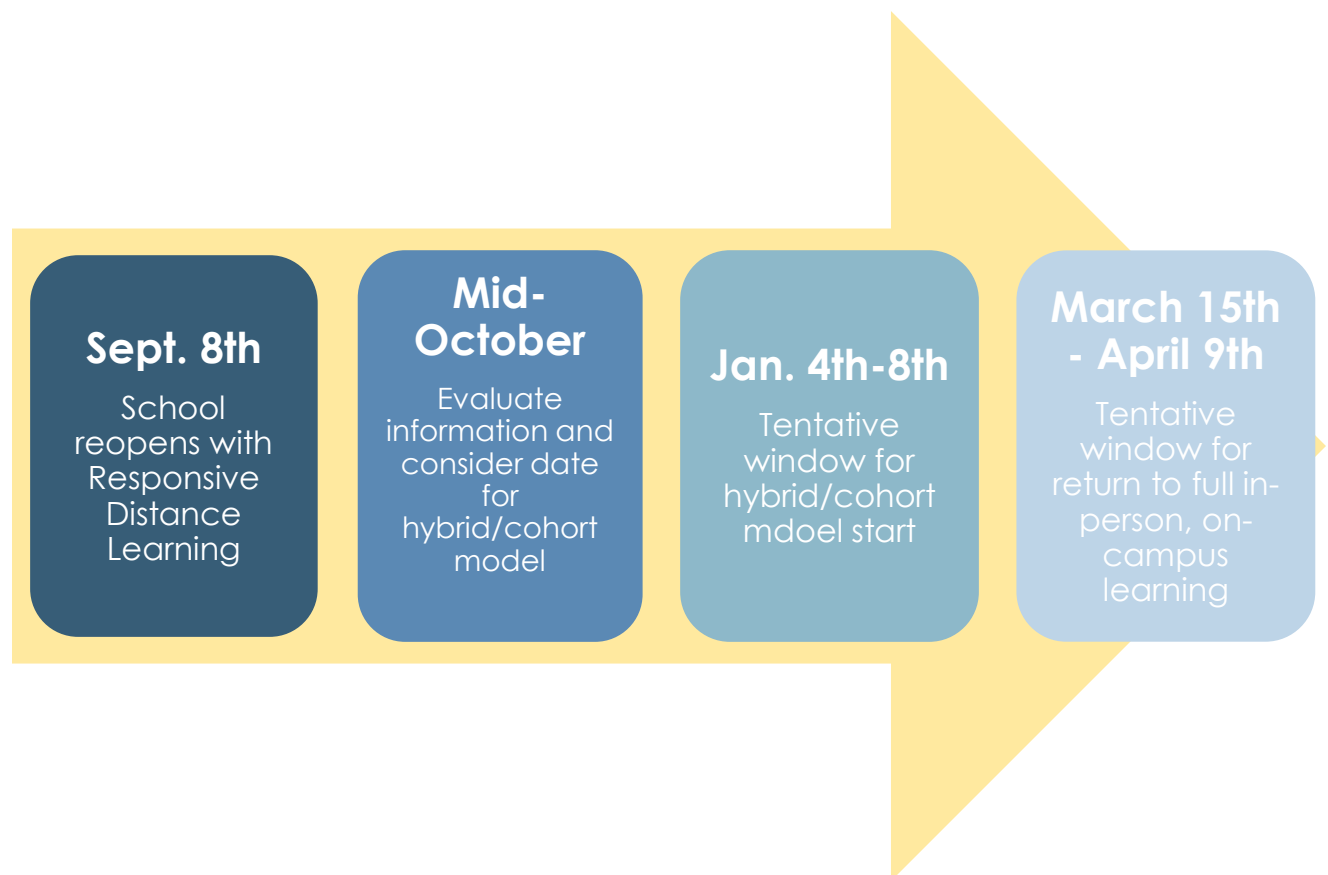 Sept. 8th
School
reopens with
Responsive
Distance
Learning
Mid-
October
Evaluate
information and
consider date
for
hybrid/cohort
model
Jan. 4th-8th
Tentative
window for
hybrid/cohort
mdoel start
March 15th
- April 9th
Tentative
window for
return to full in-
person, on-
campus
learning